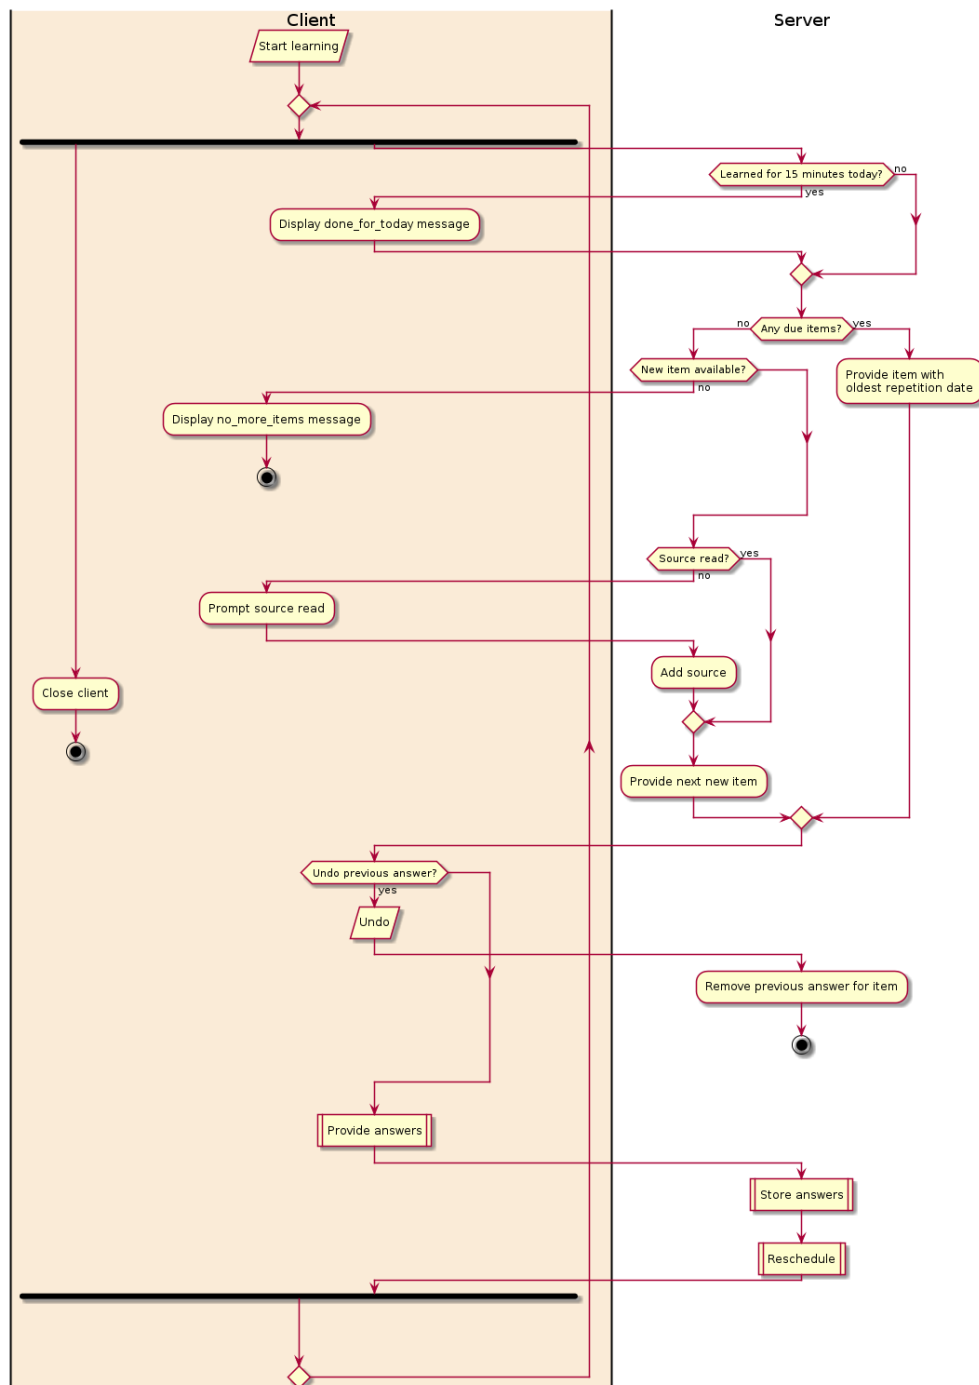 Client
Server
Start learning
Learned for 15 minutes today?
no
yes
Display done_for_today message
Any due items?
no
yes
New item available?
no
Provide item with
oldest repetition date
Display no_more_items message
Source read?
yes
no
Prompt source read
Add source
Close client
Provide next new item
Undo previous answer?
yes
Undo
Remove previous answer for item
Provide answers
Store answers
Reschedule